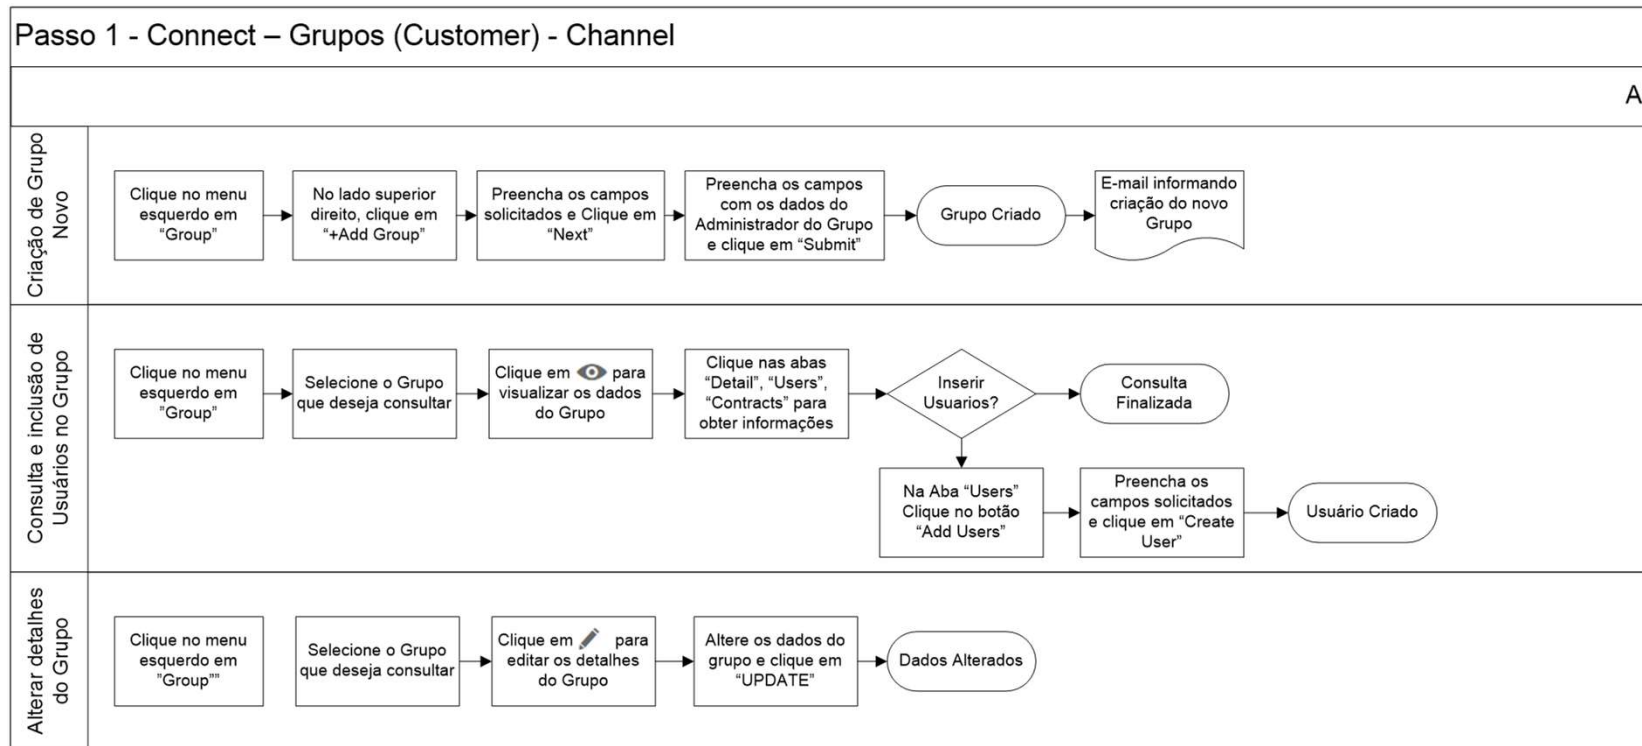 Passo 1 - Connect – Grupos (Customer) - Channel
A
Criação de Grupo
Novo
Clique no menu
esquerdo em
“Group”
No lado superior
direito, clique em
“+Add Group”
Preencha os campos
solicitados e Clique em
“Next”
Preencha os campos
com os dados do
Administrador do Grupo
e clique em “Submit”
Grupo Criado
E-mail informando
criação do novo
Grupo
Consulta e inclusão de
Usuários no Grupo
Clique no menu
esquerdo em
”Group”
Selecione o Grupo
que deseja consultar
Clique em para
visualizar os dados
do Grupo
Clique nas abas
“Detail”, “Users”,
“Contracts” para
obter informações
Inserir
Usuarios?
Consulta
Finalizada
Na Aba “Users”
Clique no botão
“Add Users”
Preencha os
campos solicitados
e clique em “Create
User”
Usuário Criado
Alterar detalhes
do Grupo
Clique no menu
esquerdo em
”Group””
Selecione o Grupo
que deseja consultar
Clique em para
editar os detalhes
do Grupo
Altere os dados do
grupo e clique em
“UPDATE”
Dados Alterados